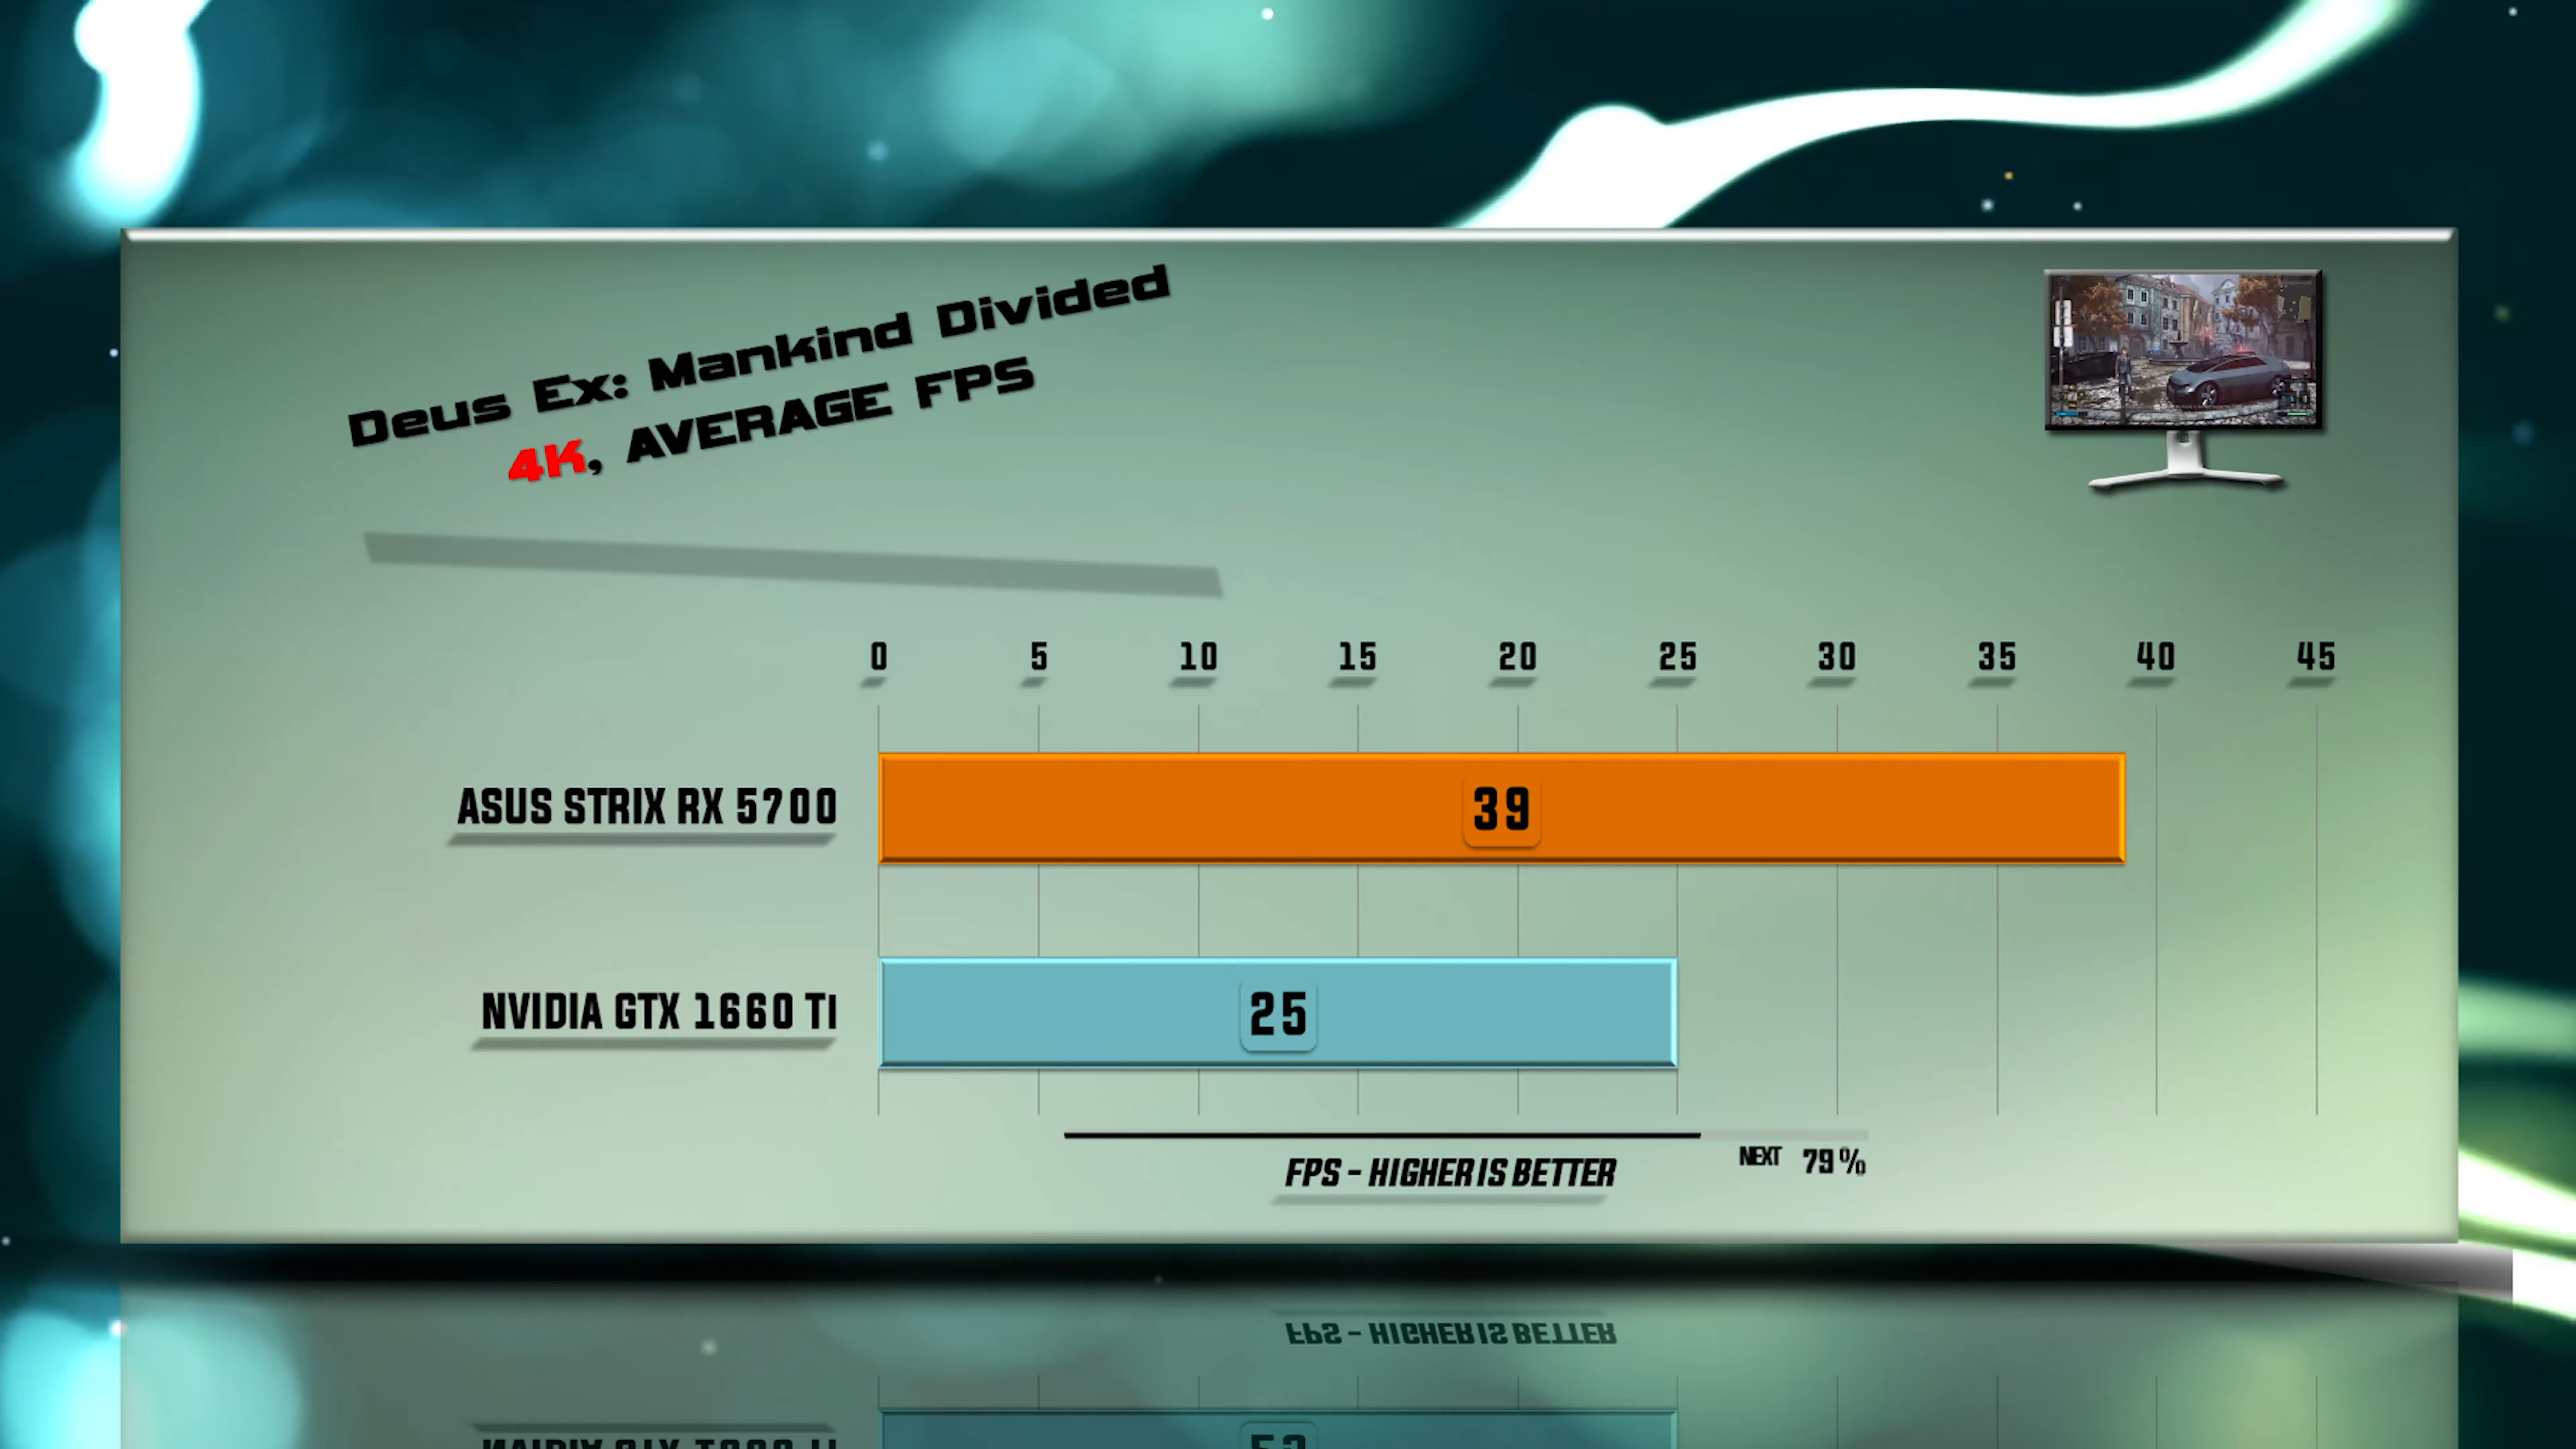 Deus Ex: Mankind Divided
4K, AVERAGE FPS
0 5 10 15 20 25 30 35 40 45
ASUS STRIX RX 5700
39
NVIDIA GTX 1660 TI
25
FPS - HIGHER IS BETTER
NEXT 79%